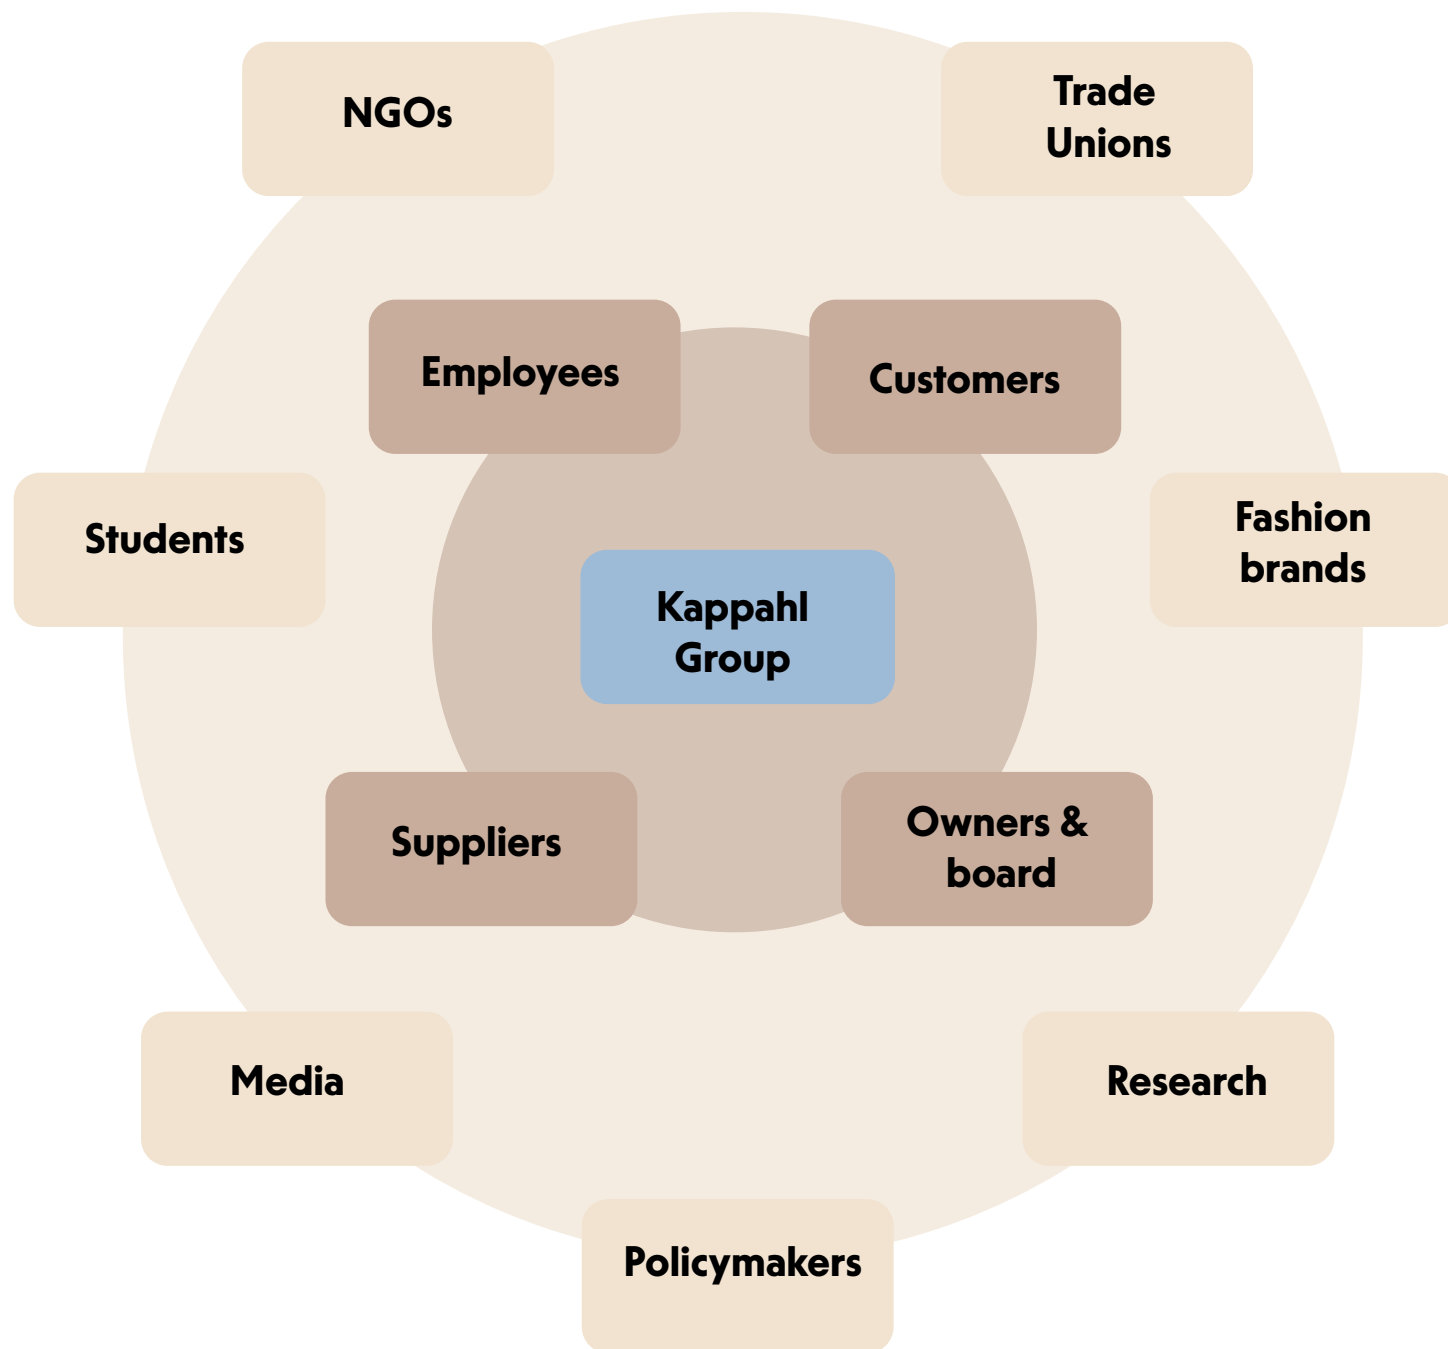 NGOs
Trade
Unions
Employees
Customers
Students
Fashion
brands
Kappahl
Group
Suppliers
Owners &
board
Media
Research
Policymakers